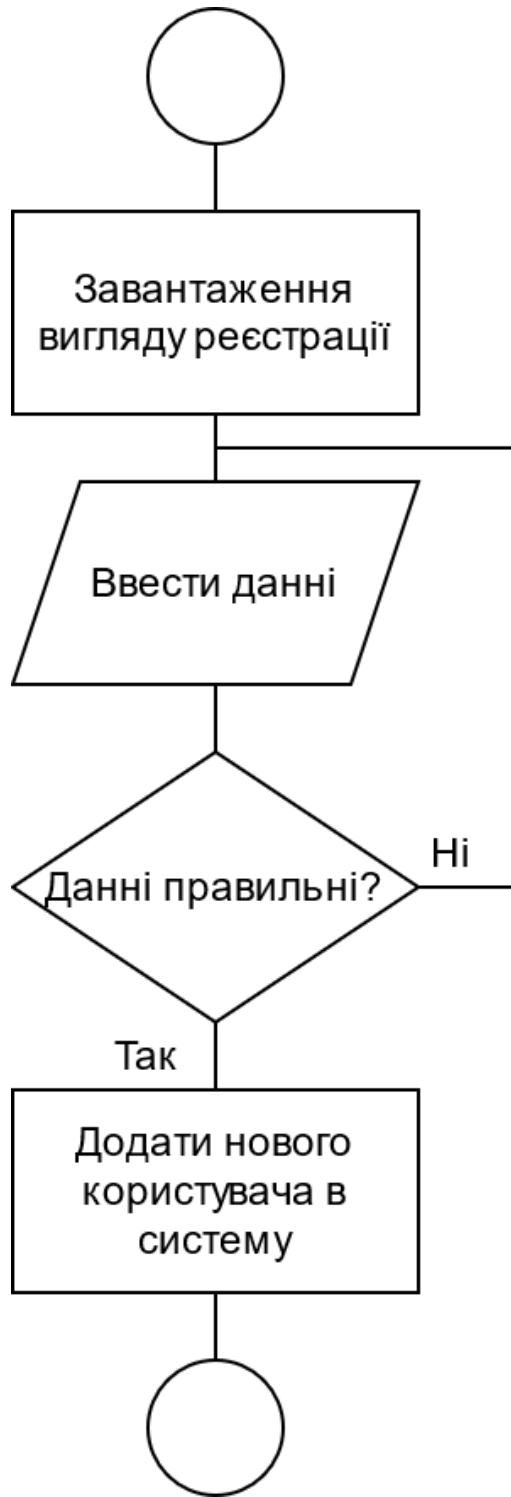 Завантаження
вигляду реєстрації
Ввести данні
Данні правильні?
Ні
Так
Додати нового
користувача в
систему